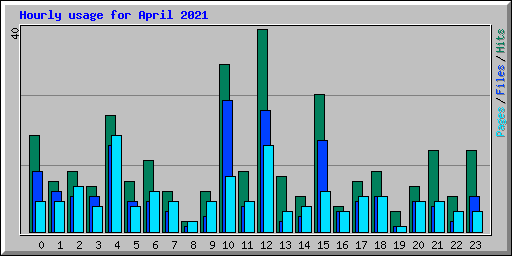 Hourly usage for April 2021
40
Pages/Files/Hits
0 1 2 3 4 5 6 7 8 9 10 11 12 13 14 15 16 17 18 19 20 21 22 23